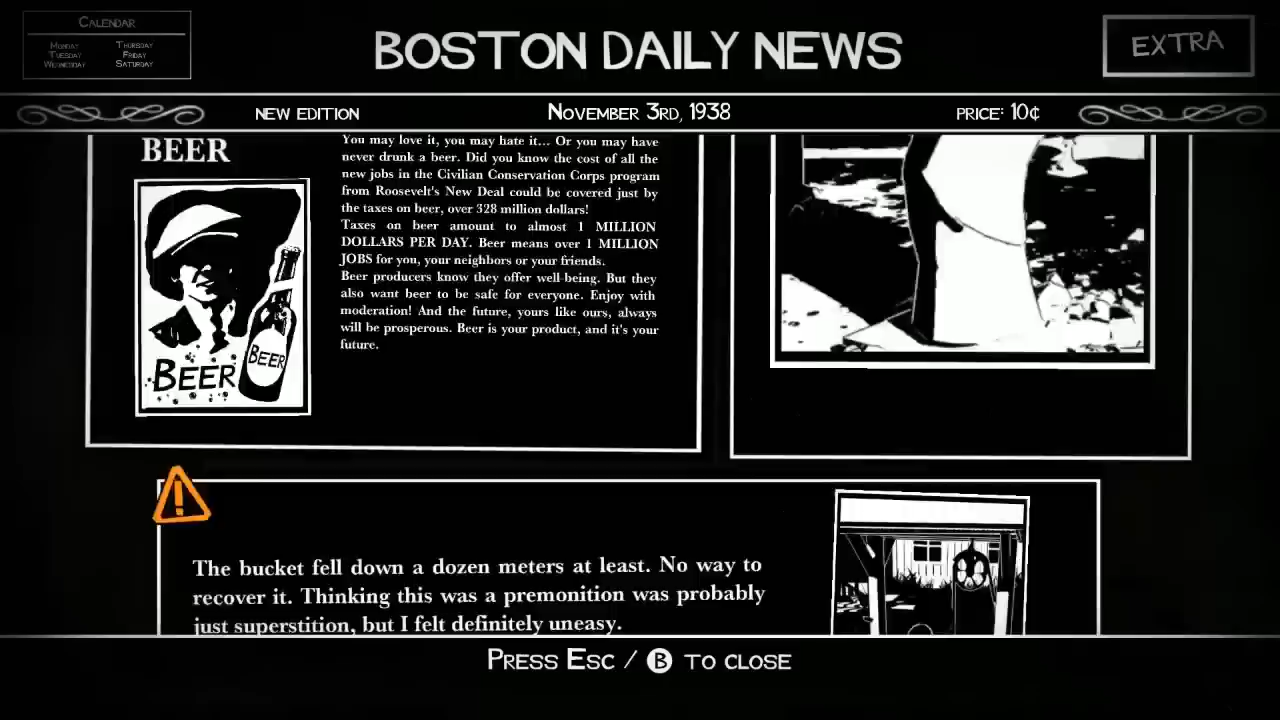 CALENDAR
MONDAY THURSDAY
TUESDAY FRIDAY
WEDNESDAY SATURDAY
BOSTON DAILY NEWS
EXTRA
NEW EDITION
NOVEMBER 3RD, 1938
PRICE: 10¢
BEER
You may love it, you may hate it... Or you may have
never drunk a beer. Did you know the cost of all the
new jobs in the Civilian Conservation Corps program
from Roosevelt's New Deal could be covered just by
the taxes on beer, over 328 million dollars!
Taxes on beer amount to almost 1 MILLION
DOLLARS PER DAY. Beer means over 1 MILLION
JOBS for you, your neighbors or your friends.
Beer producers know they offer well-being. But they
also want beer to be safe for everyone. Enjoy with
moderation! And the future, yours like ours, always
will be prosperous. Beer is your product, and it's your
future.
BEER
BEER
The bucket fell down a dozen meters at least. No way to
recover it. Thinking this was a premonition was probably
just superstition, but I felt definitely uneasy.
PRESS ESC / B TO CLOSE